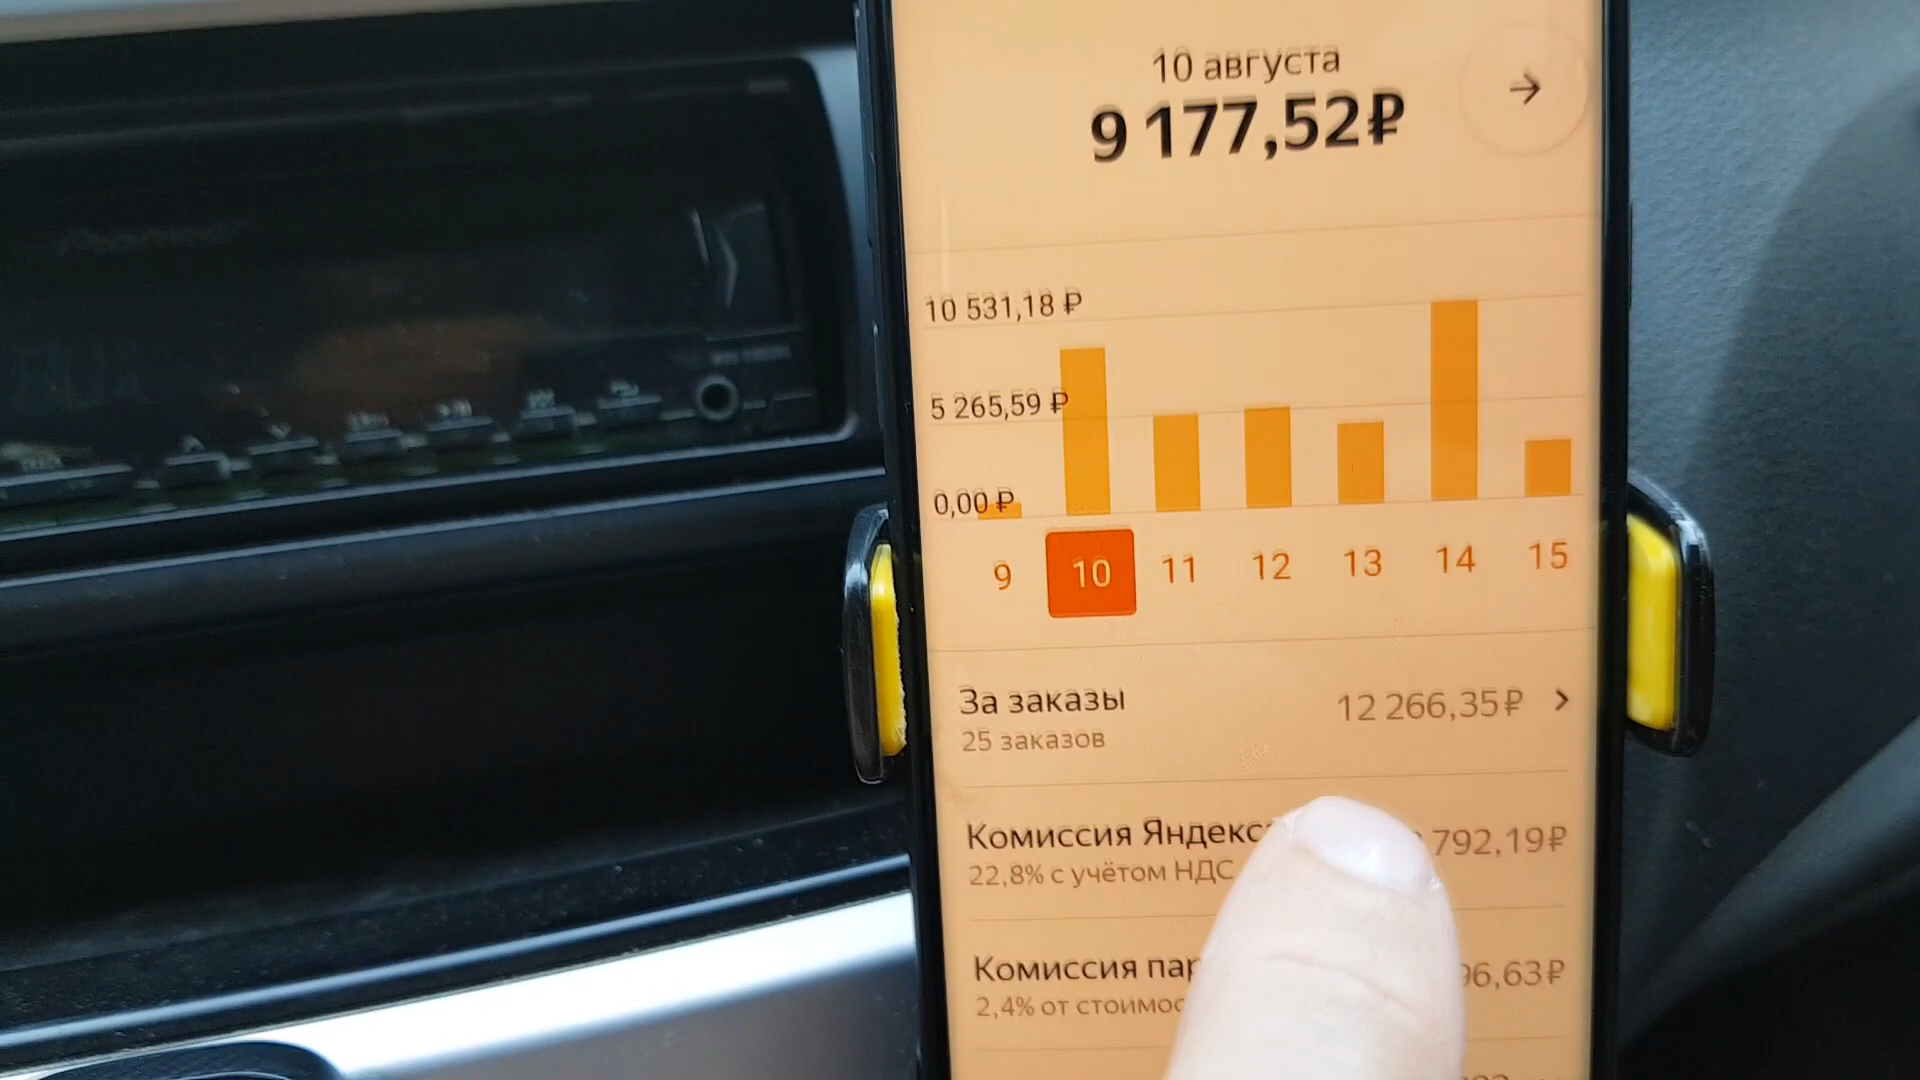 10 августа
9 177,52₽
10 531,18 ₽
5 265,59 ₽
0,00 ₽
9 10 11 12 13 14 15
За заказы 12 266,35₽
25 заказов
Комиссия Яндекса 792,19₽
22,8% с учётом НДС
Комиссия пар 96,63₽
2,4% от стоимос